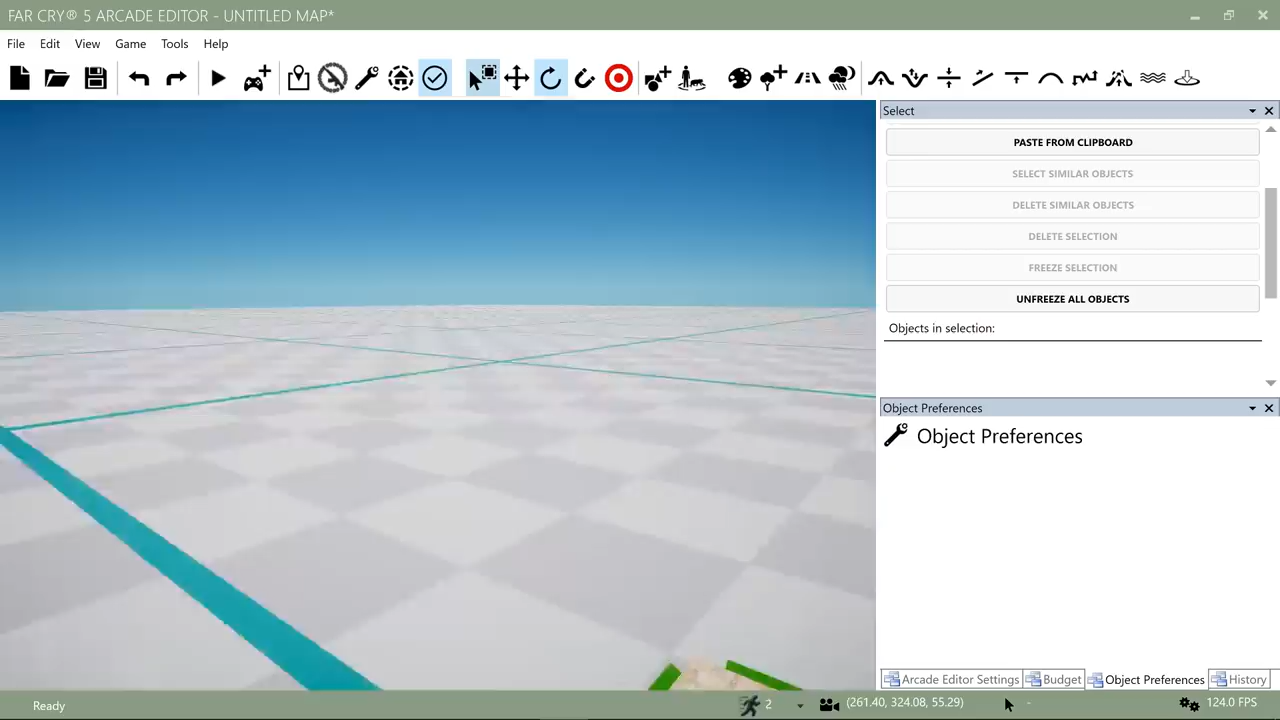 FAR CRY® 5 ARCADE EDITOR - UNTITLED MAP*
File Edit View Game Tools Help
Select
PASTE FROM CLIPBOARD
SELECT SIMILAR OBJECTS
DELETE SIMILAR OBJECTS
DELETE SELECTION
FREEZE SELECTION
UNFREEZE ALL OBJECTS
Objects in selection:
Object Preferences
Object Preferences
Arcade Editor Settings Budget Object Preferences History
Ready 2 (261.40, 324.08, 55.29) - 124.0 FPS